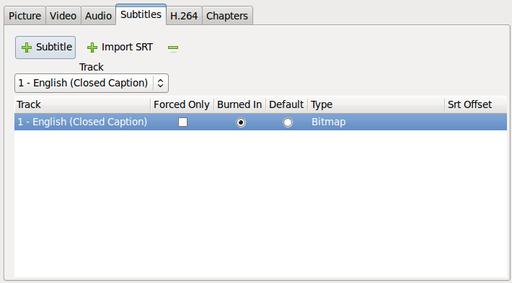 Picture Video Audio Subtitles H.264 Chapters
Subtitle Import SRT
Track
1 - English (Closed Caption)
Track Forced Only Burned In Default Type Srt Offset
1 - English (Closed Caption) Bitmap